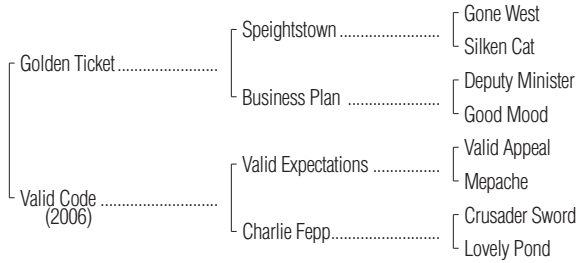 Gone West
Speightstown
Silken Cat
Golden Ticket
Deputy Minister
Business Plan
Good Mood
Valid Appeal
Valid Expectations
Mepache
Valid Code
(2006)
Crusader Sword
Charlie Fepp
Lovely Pond